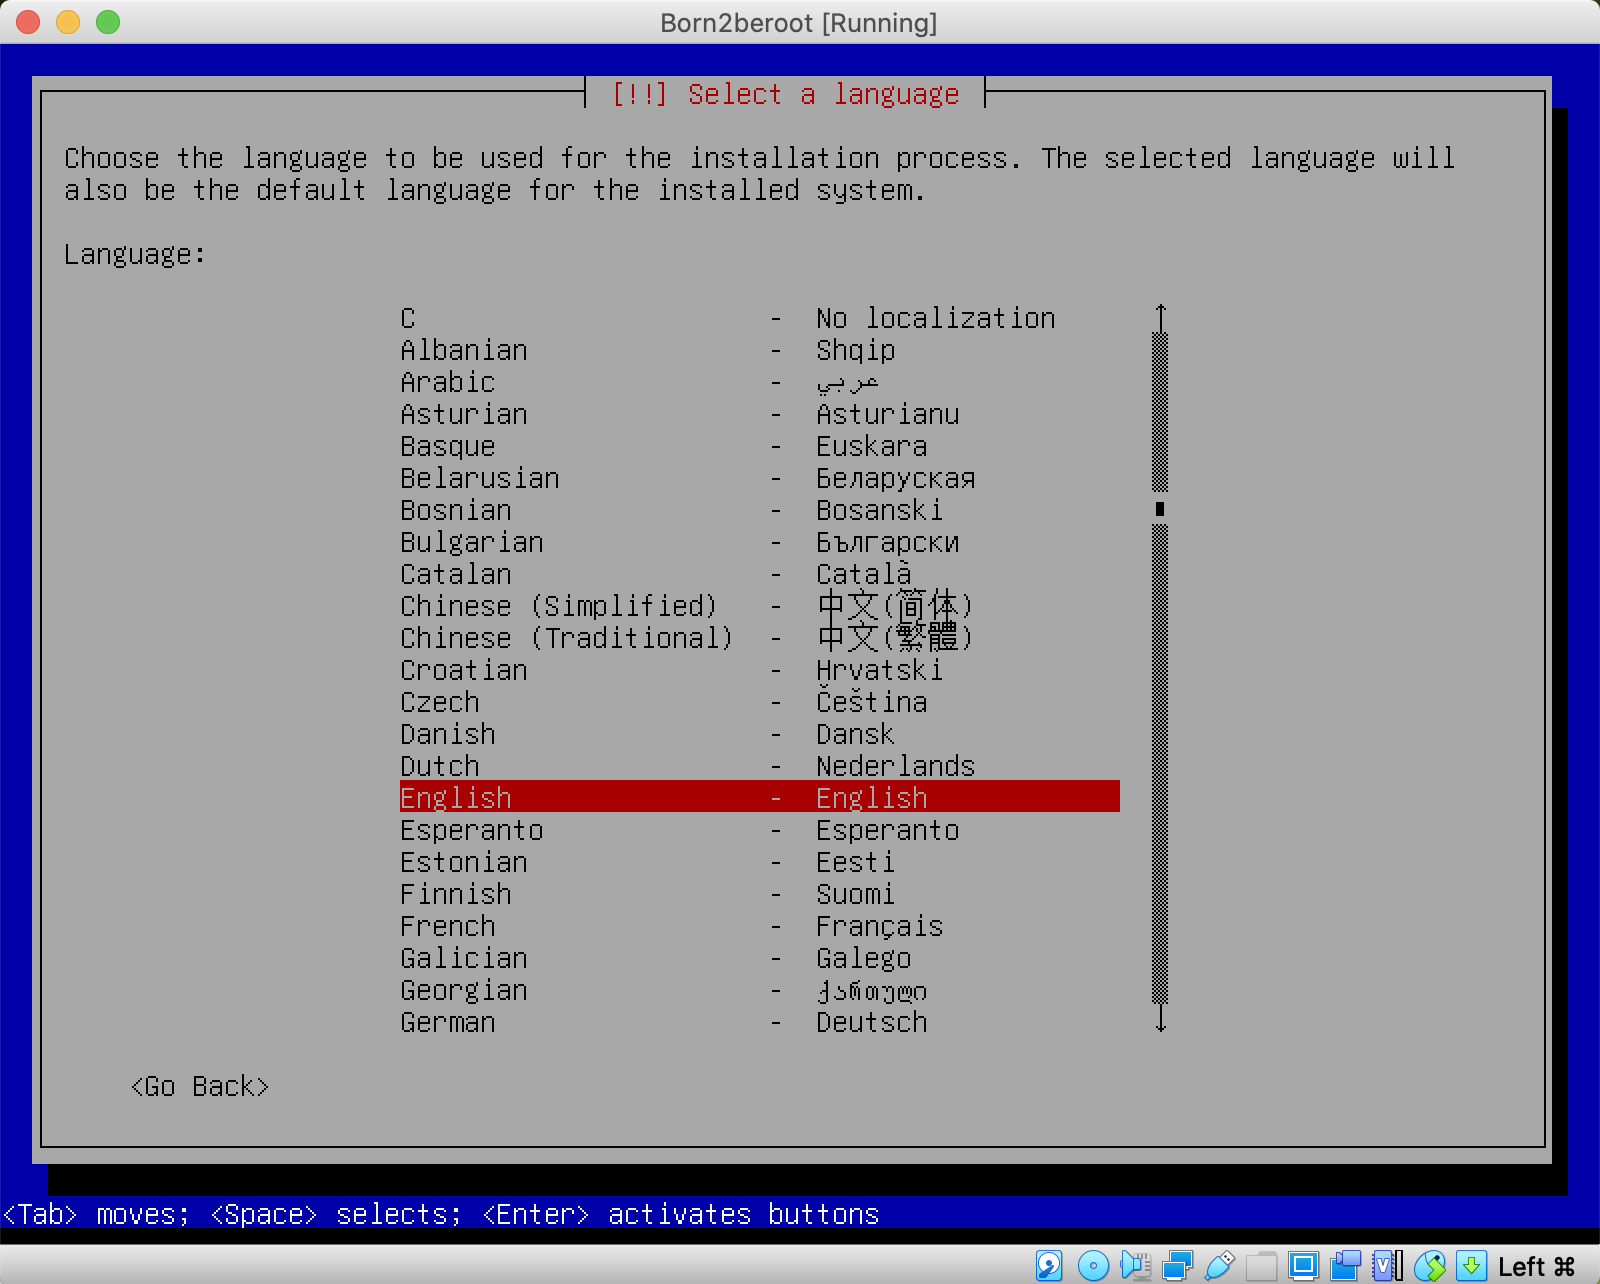 Born2beroot [Running]
[!!] Select a language
Choose the language to be used for the installation process. The selected language will
also be the default language for the installed system.
Language:
C - No localization
Albanian - Shqip
Arabic - عربي
Asturian - Asturianu
Basque - Euskara
Belarusian - Беларуская
Bosnian - Bosanski
Bulgarian - Български
Catalan - Català
Chinese (Simplified) - 中文(简体)
Chinese (Traditional) - 中文(繁體)
Croatian - Hrvatski
Czech - Čeština
Danish - Dansk
Dutch - Nederlands
English - English
Esperanto - Esperanto
Estonian - Eesti
Finnish - Suomi
French - Français
Galician - Galego
Georgian - ქართული
German - Deutsch
<Go Back>
<Tab> moves; <Space> selects; <Enter> activates buttons
Left ⌘